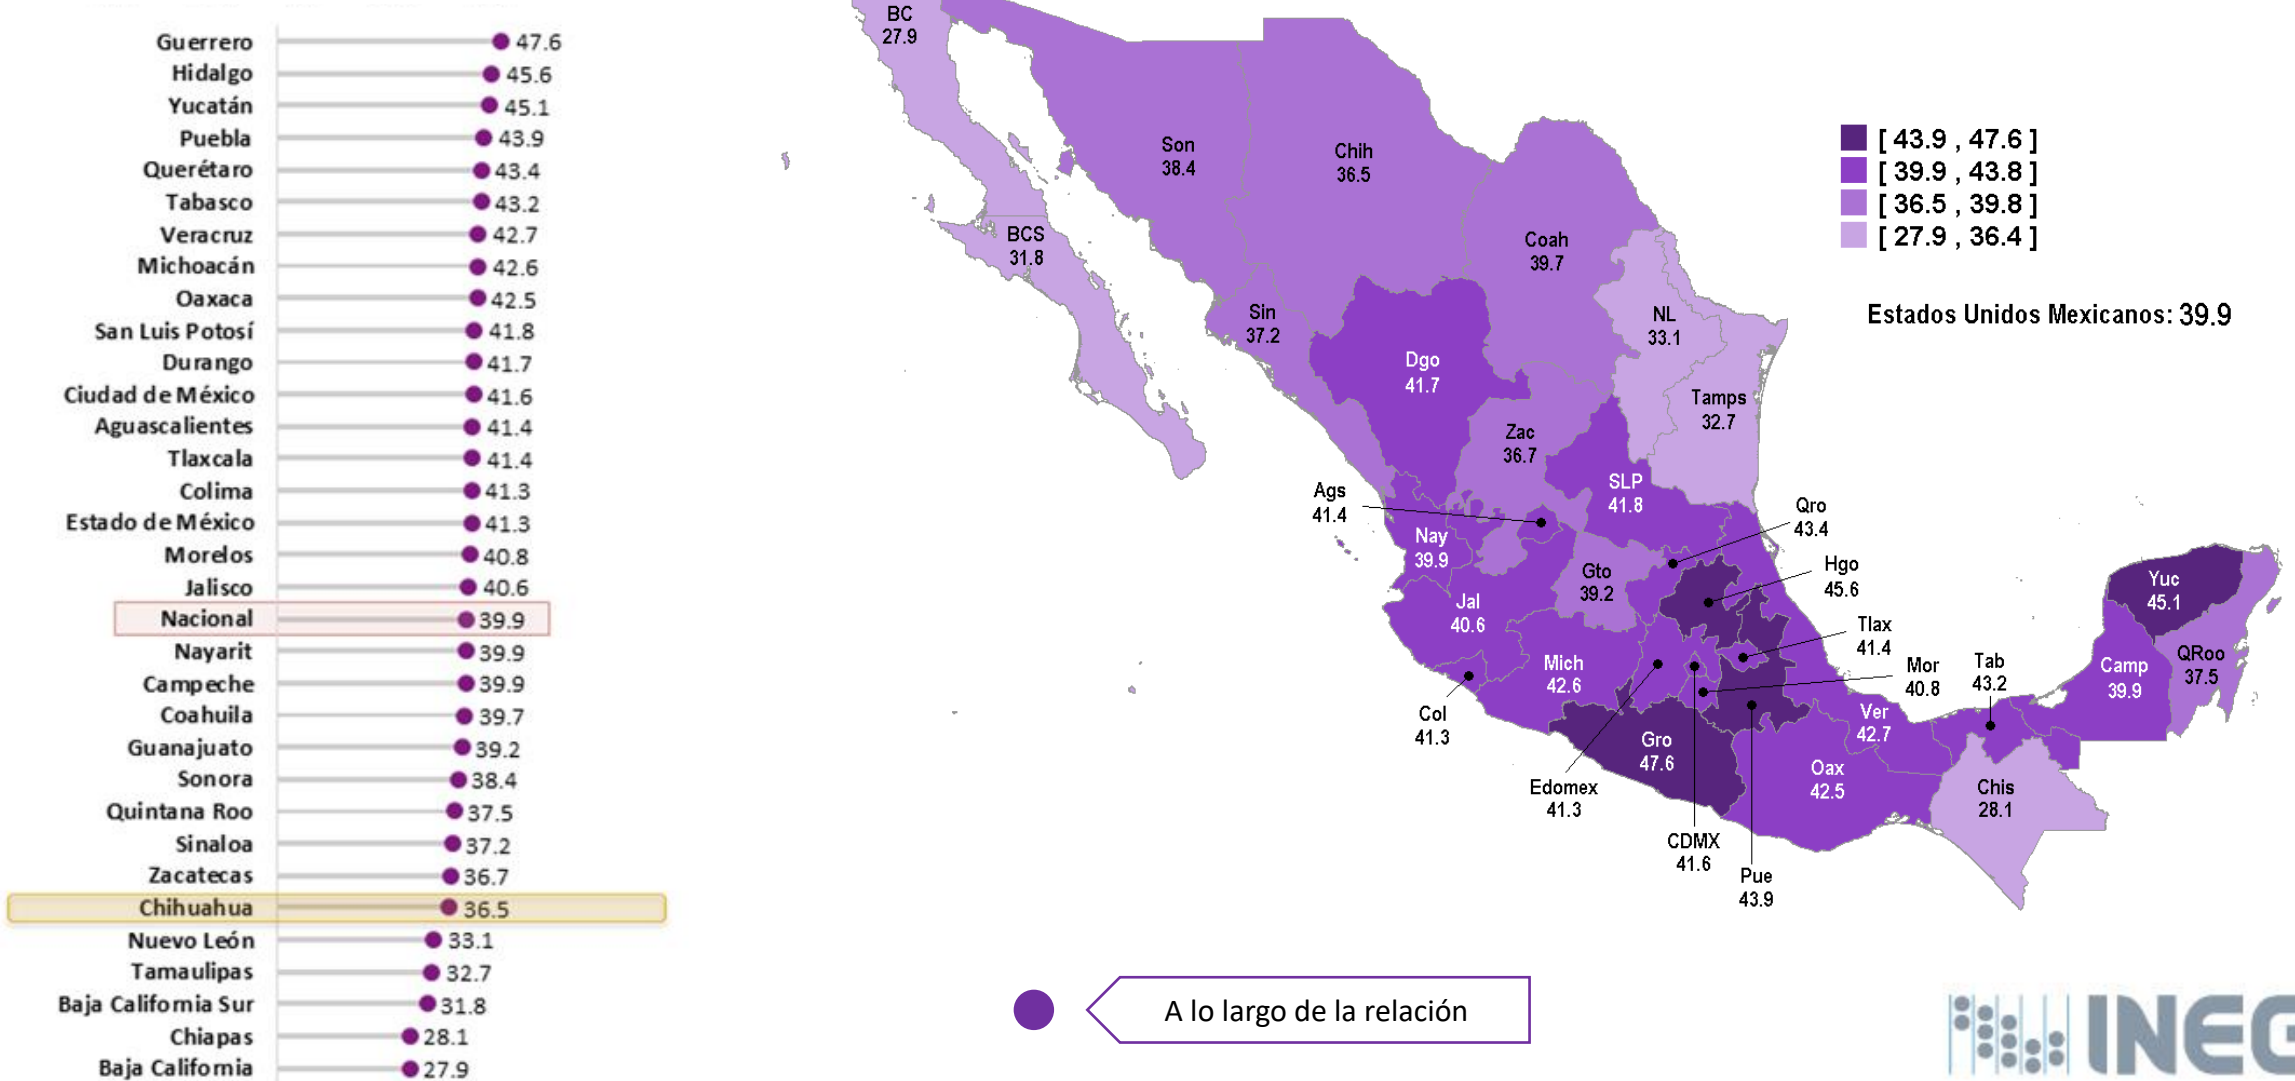 Guerrero 47.6
Hidalgo 45.6
Yucatán 45.1
Puebla 43.9
Querétaro 43.4
Tabasco 43.2
Veracruz 42.7
Michoacán 42.6
Oaxaca 42.5
San Luis Potosí 41.8
Durango 41.7
Ciudad de México 41.6
Aguascalientes 41.4
Tlaxcala 41.4
Colima 41.3
Estado de México 41.3
Morelos 40.8
Jalisco 40.6
Nacional 39.9
Nayarit 39.9
Campeche 39.9
Coahuila 39.7
Guanajuato 39.2
Sonora 38.4
Quintana Roo 37.5
Sinaloa 37.2
Zacatecas 36.7
Chihuahua 36.5
Nuevo León 33.1
Tamaulipas 32.7
Baja California Sur 31.8
Chiapas 28.1
Baja California 27.9
BC
27.9
Son
38.4
Chih
36.5
BCS
31.8
Coah
39.7
Sin
37.2
NL
33.1
Dgo
41.7
Tamps
32.7
Zac
36.7
SLP
41.8
Ags
41.4
Qro
43.4
Nay
39.9
Gto
39.2
Hgo
45.6
Jal
40.6
Tlax
41.4
Mich
42.6
Mor
40.8
Tab
43.2
Yuc
45.1
Camp
39.9
QRoo
37.5
Col
41.3
Gro
47.6
Ver
42.7
Edomex
41.3
Oax
42.5
Chis
28.1
CDMX
41.6
Pue
43.9
[ 43.9 , 47.6 ]
[ 39.9 , 43.8 ]
[ 36.5 , 39.8 ]
[ 27.9 , 36.4 ]
Estados Unidos Mexicanos: 39.9
A lo largo de la relación
INEG